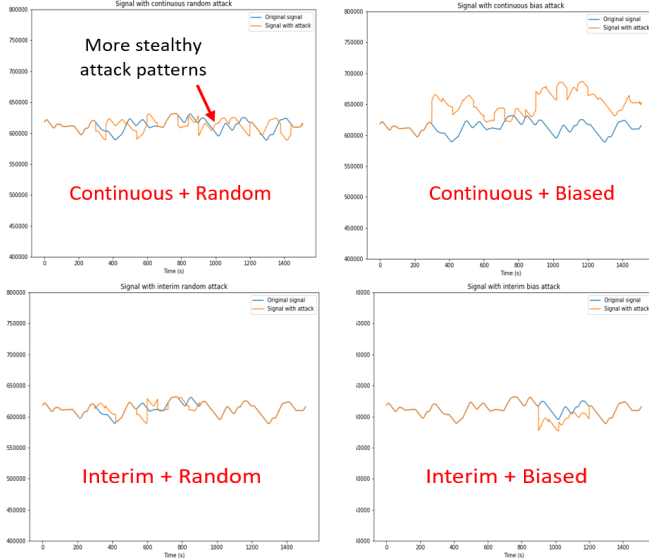 Signal with continuous random attack
800000
750000
700000
650000
600000
550000
500000
450000
400000
Original signal
Signal with attack
More stealthy
attack patterns
Continuous + Random
0 200 400 600 800 1000 1200 1400
Time (s)
Signal with continuous bias attack
800000
750000
700000
650000
600000
550000
500000
450000
400000
Original signal
Signal with attack
Continuous + Biased
0 200 400 600 800 1000 1200 1400
Time (s)
Signal with interim random attack
800000
750000
700000
650000
600000
550000
500000
450000
400000
Original signal
Signal with attack
Interim + Random
0 200 400 600 800 1000 1200 1400
Time (s)
Signal with interim bias attack
Original signal
Signal with attack
Interim + Biased
0 200 400 600 800 1000 1200 1400
Time (s)